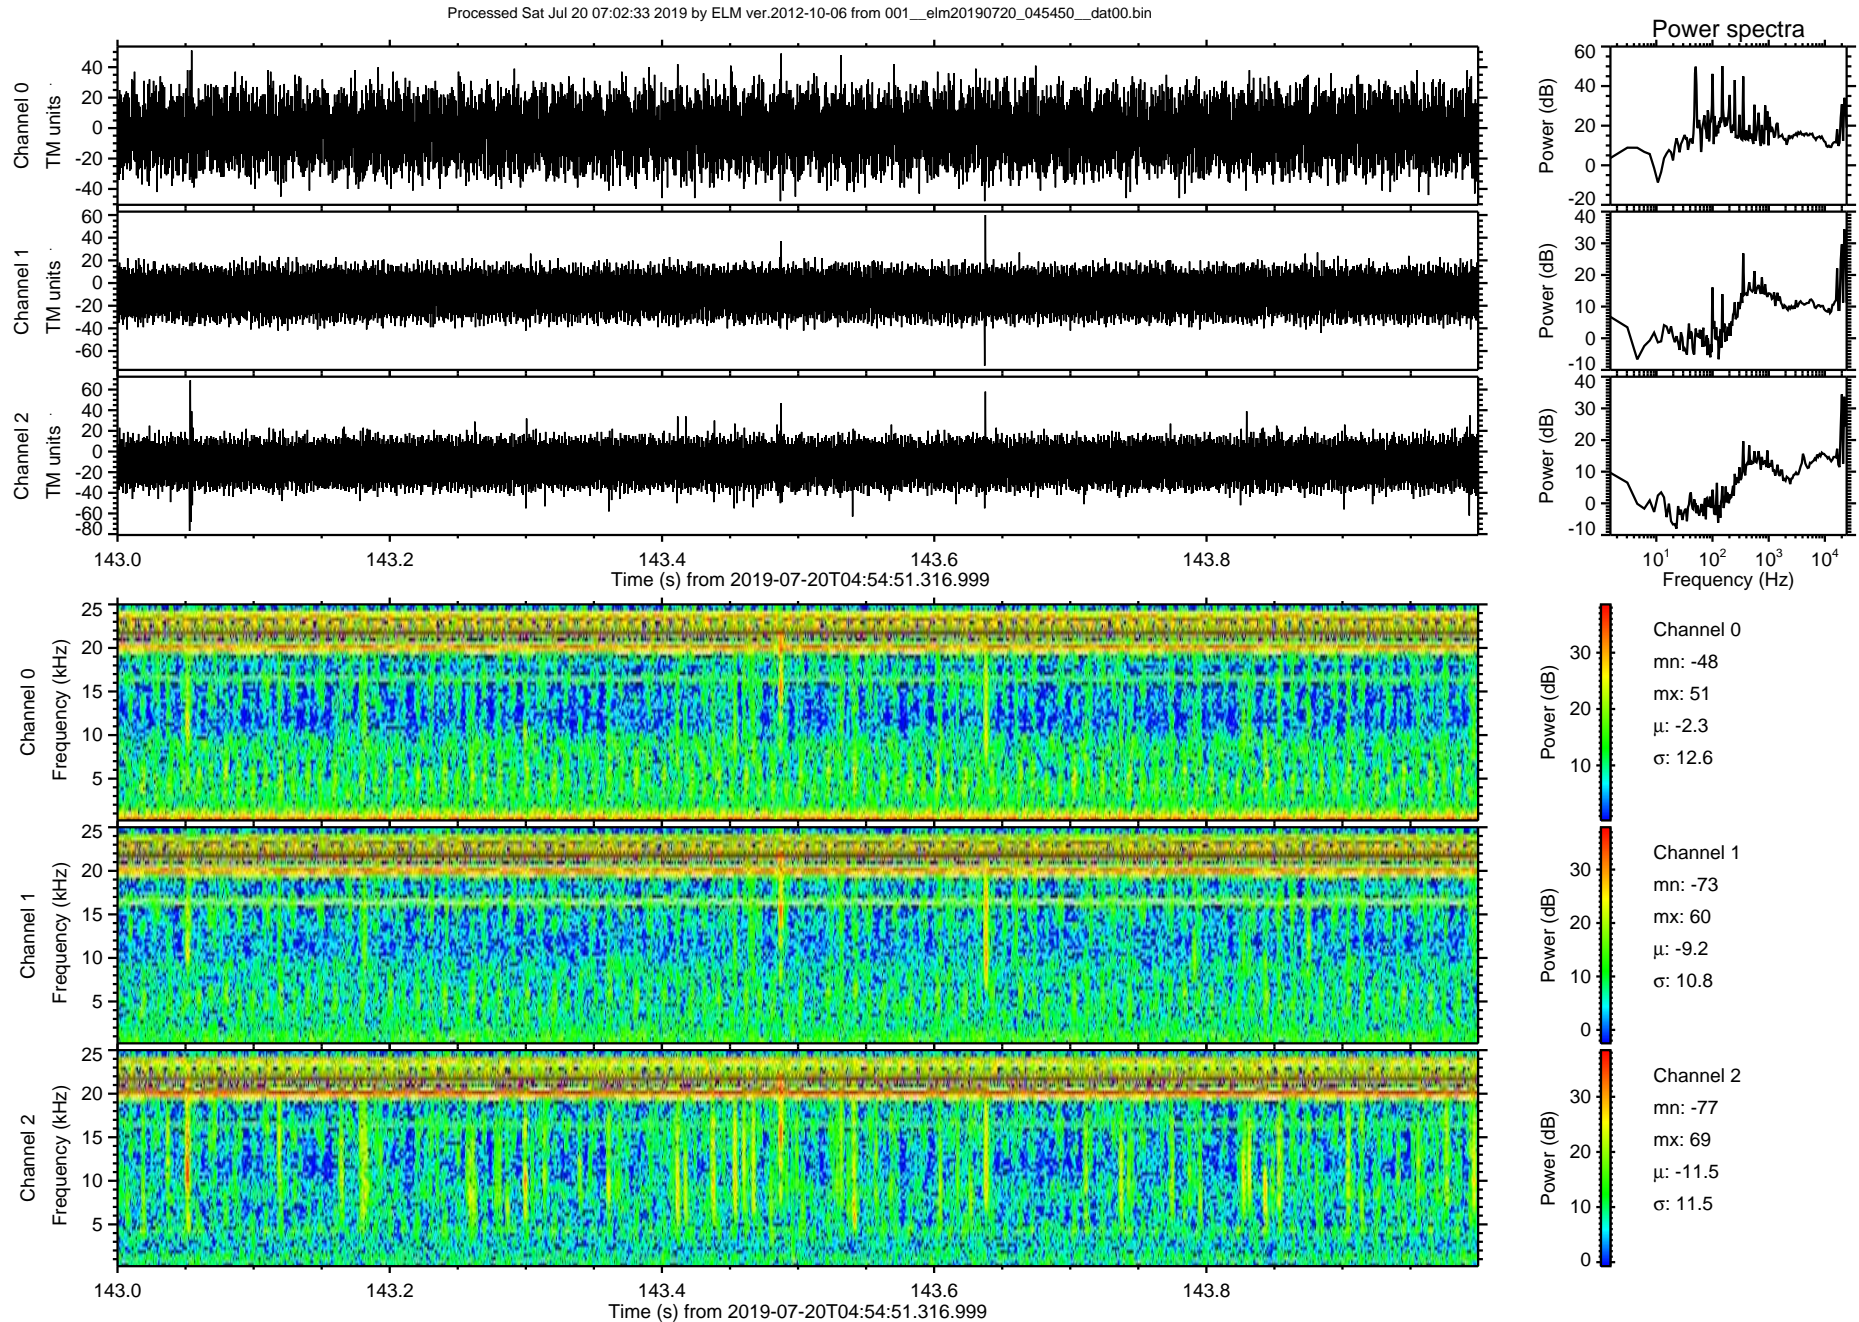 Processed Sat Jul 20 07:02:33 2019 by ELM ver.2012-10-06 from 001__elm20190720_045450__dat00.bin
Power spectra
Channel 0
TM units
40
20
0
-20
-40
Power (dB)
60
40
20
0
-20
Channel 1
TM units
60
40
20
0
-20
-40
-60
Power (dB)
40
30
20
10
0
-10
Channel 2
TM units
60
40
20
0
-20
-40
-60
-80
Power (dB)
40
30
20
10
0
-10
143.0 143.2 143.4 143.6 143.8
Time (s) from 2019-07-20T04:54:51.316.999
10¹ 10² 10³ 10⁴
Frequency (Hz)
Channel 0
Frequency (kHz)
25
20
15
10
5
Power (dB)
30
20
10
Channel 0
mn: -48
mx: 51
µ: -2.3
σ: 12.6
Channel 1
Frequency (kHz)
25
20
15
10
5
Power (dB)
30
20
10
0
Channel 1
mn: -73
mx: 60
µ: -9.2
σ: 10.8
Channel 2
Frequency (kHz)
25
20
15
10
5
Power (dB)
30
20
10
0
Channel 2
mn: -77
mx: 69
µ: -11.5
σ: 11.5
143.0 143.2 143.4 143.6 143.8
Time (s) from 2019-07-20T04:54:51.316.999